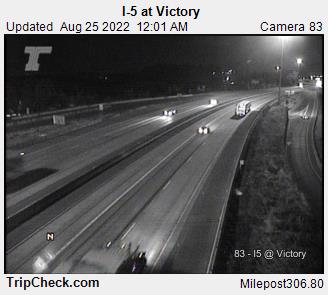 I-5 at Victory
Updated Aug 25 2022 12:01 AM Camera 83
T
N
83 - I5 @ Victory
TripCheck.com Milepost306.80